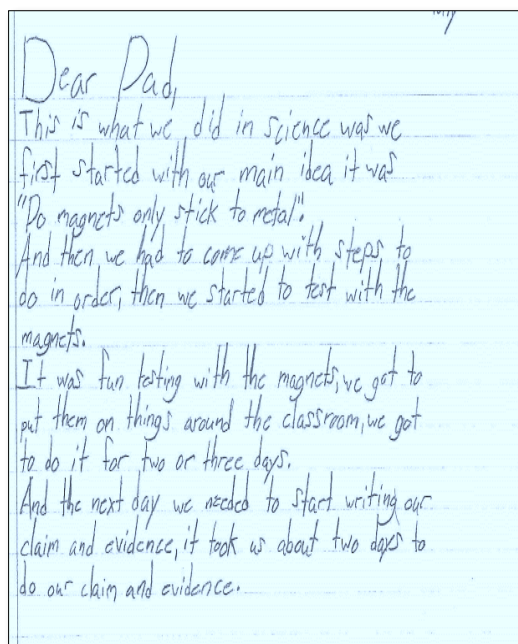 Dear Dad,
This is what we did in science was we
first started with our main idea it was
"Do magnets only stick to metal".
And then we had to come up with steps to
do in order, then we started to test with the
magnets.
It was fun testing with the magnets, we got to
put them on things around the classroom, we got
to do it for two or three days.
And the next day we needed to start writing our
claim and evidence, it took us about two days to
do our claim and evidence.